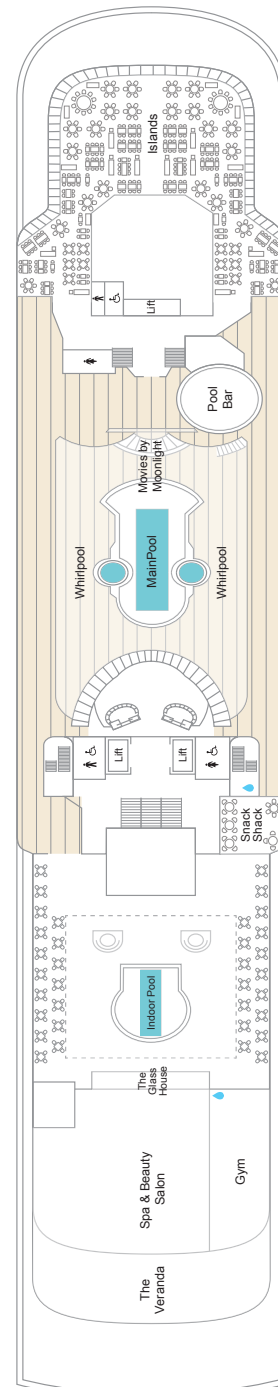 Islands
Lift
Pool
Bar
Movies by
Moonlight
Whirlpool
MainPool
Whirlpool
Lift
Lift
Snack
Shack
Indoor Pool
The
Glass
House
Spa & Beauty
Salon
Gym
The
Veranda